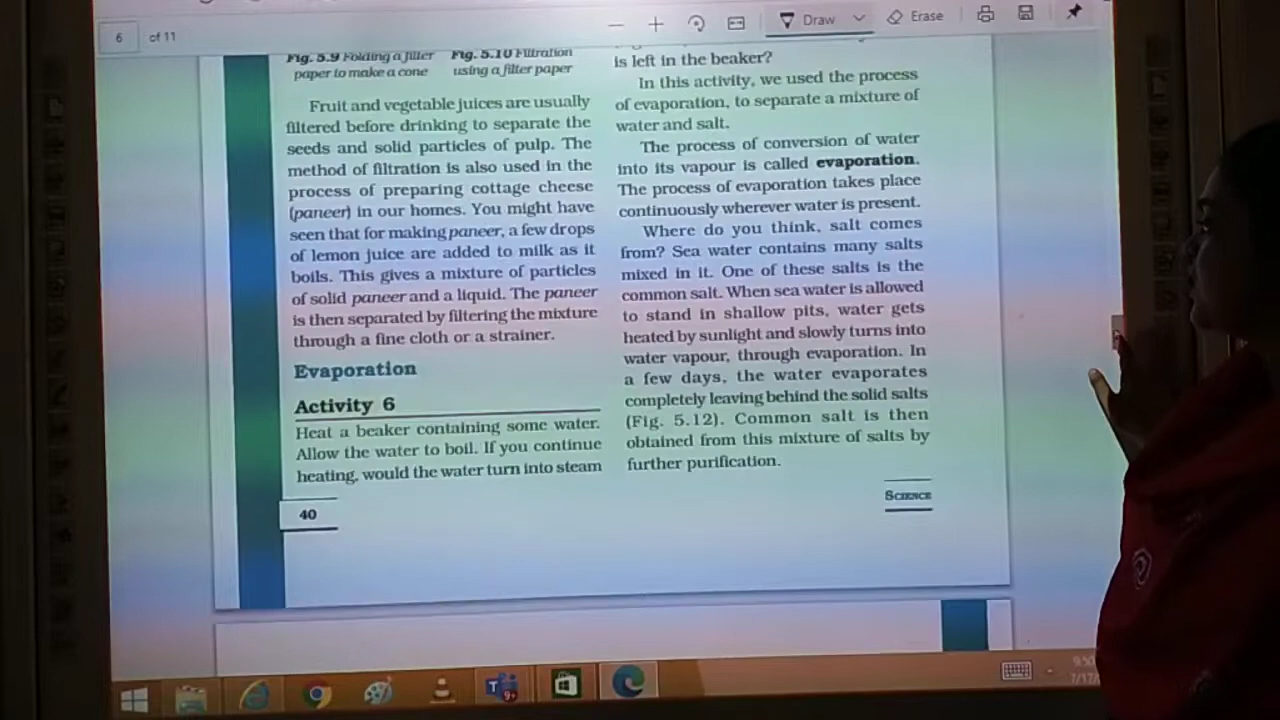 6 of 11
Draw
Erase
Fig. 5.9 Folding a filter
paper to make a cone
Fig. 5.10 Filtration
using a filter paper
Fruit and vegetable juices are usually
filtered before drinking to separate the
seeds and solid particles of pulp. The
method of filtration is also used in the
process of preparing cottage cheese
(paneer) in our homes. You might have
seen that for making paneer, a few drops
of lemon juice are added to milk as it
boils. This gives a mixture of particles
of solid paneer and a liquid. The paneer
is then separated by filtering the mixture
through a fine cloth or a strainer.
Evaporation
Activity 6
Heat a beaker containing some water.
Allow the water to boil. If you continue
heating, would the water turn into steam
40
is left in the beaker?
In this activity, we used the process
of evaporation, to separate a mixture of
water and salt.
The process of conversion of water
into its vapour is called evaporation.
The process of evaporation takes place
continuously wherever water is present.
Where do you think, salt comes
from? Sea water contains many salts
mixed in it. One of these salts is the
common salt. When sea water is allowed
to stand in shallow pits, water gets
heated by sunlight and slowly turns into
water vapour, through evaporation. In
a few days, the water evaporates
completely leaving behind the solid salts
(Fig. 5.12). Common salt is then
obtained from this mixture of salts by
further purification.
SCIENCE